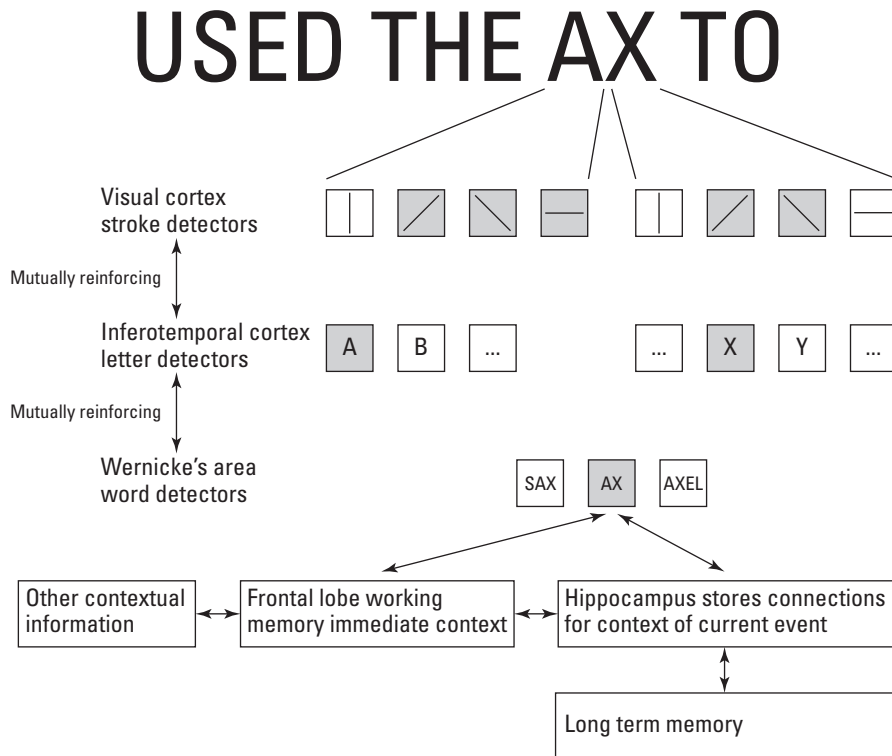 USED THE AX TO
Visual cortex
stroke detectors
Mutually reinforcing
Inferotemporal cortex
letter detectors
A B ... ... X Y ...
Mutually reinforcing
Wernicke's area
word detectors
SAX AX AXEL
Other contextual
information
Frontal lobe working
memory immediate context
Hippocampus stores connections
for context of current event
Long term memory